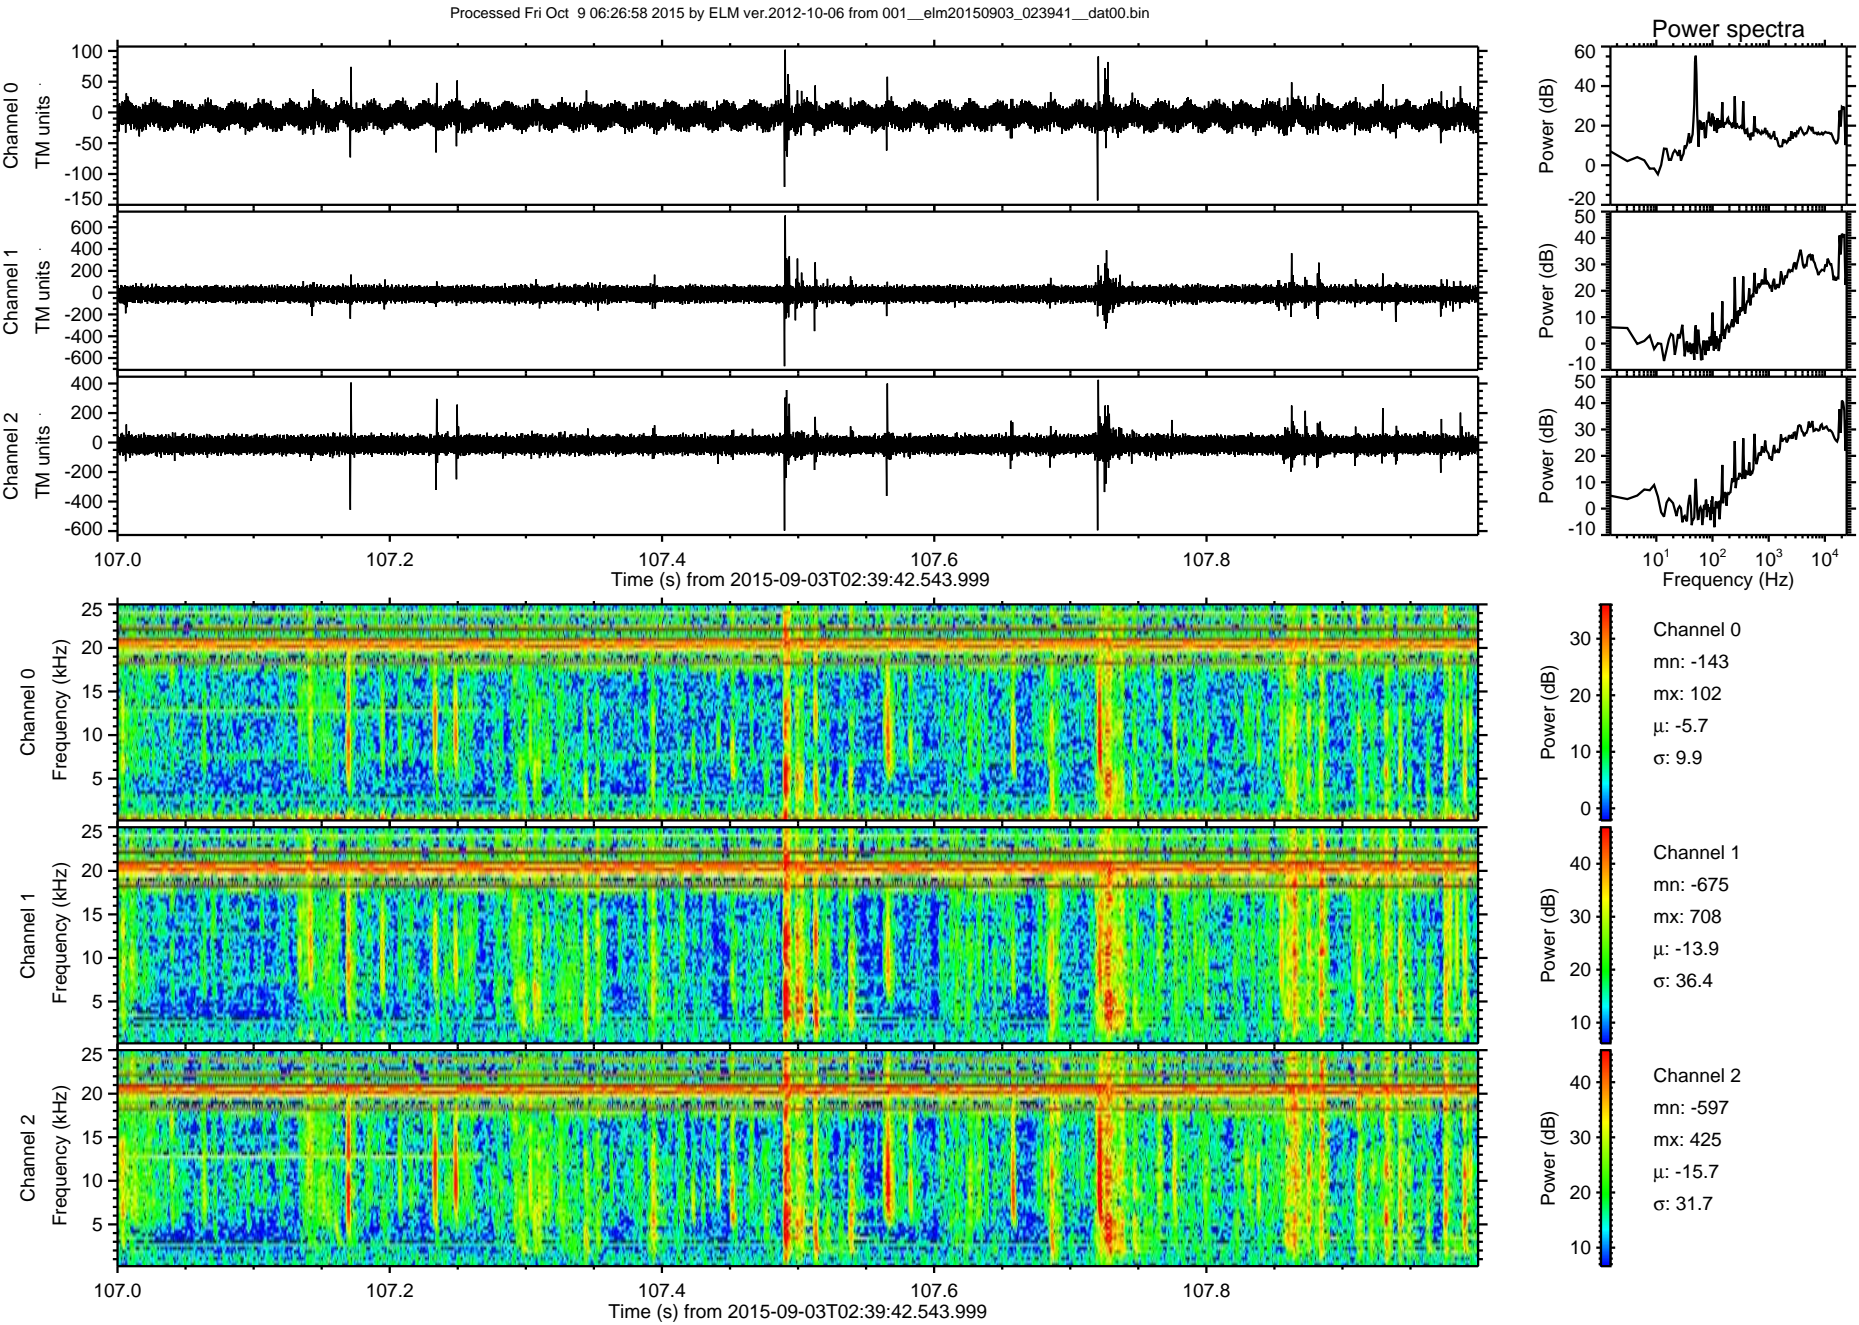 Processed Fri Oct  9 06:26:58 2015 by ELM ver.2012-10-06 from 001__elm20150903_023941__dat00.bin
Power spectra
Channel 0
TM units
100
50
0
-50
-100
-150
Power (dB)
60
40
20
0
-20
Channel 1
TM units
600
400
200
0
-200
-400
-600
Power (dB)
50
40
30
20
10
0
-10
Channel 2
TM units
400
200
0
-200
-400
-600
Power (dB)
50
40
30
20
10
0
-10
107.0 107.2 107.4 107.6 107.8
Time (s) from 2015-09-03T02:39:42.543.999
10¹ 10² 10³ 10⁴
Frequency (Hz)
Channel 0
Frequency (kHz)
25
20
15
10
5
Power (dB)
30
20
10
0
Channel 0
mn: -143
mx: 102
μ: -5.7
σ: 9.9
Channel 1
Frequency (kHz)
25
20
15
10
5
Power (dB)
40
30
20
10
Channel 1
mn: -675
mx: 708
μ: -13.9
σ: 36.4
Channel 2
Frequency (kHz)
25
20
15
10
5
Power (dB)
40
30
20
10
Channel 2
mn: -597
mx: 425
μ: -15.7
σ: 31.7
107.0 107.2 107.4 107.6 107.8
Time (s) from 2015-09-03T02:39:42.543.999